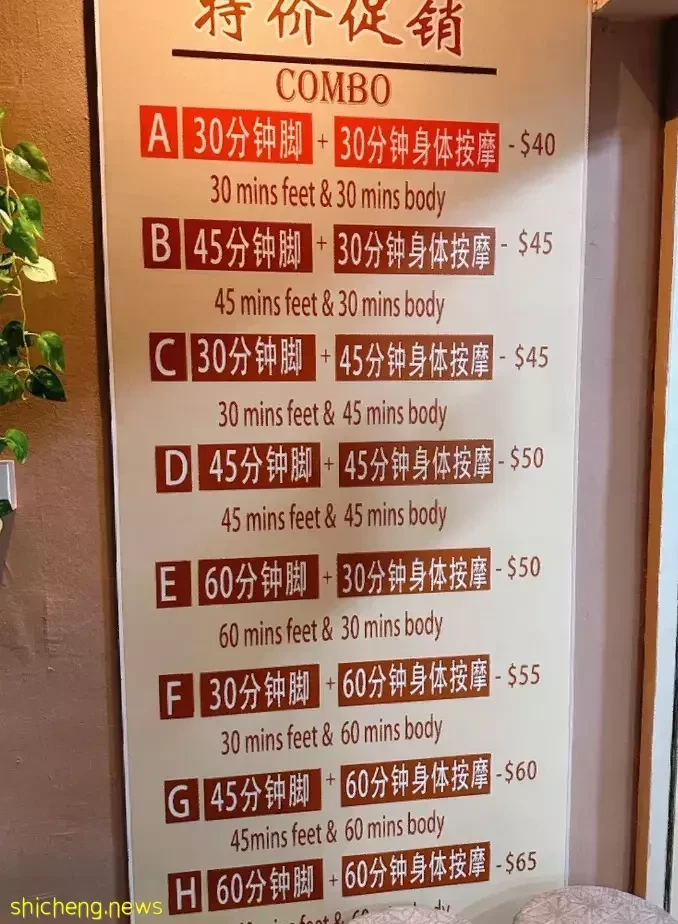 特价促销
COMBO
A 30分钟脚 + 30分钟身体按摩 - $40
30 mins feet & 30 mins body
B 45分钟脚 + 30分钟身体按摩 - $45
45 mins feet & 30 mins body
C 30分钟脚 + 45分钟身体按摩 - $45
30 mins feet & 45 mins body
D 45分钟脚 + 45分钟身体按摩 - $50
45 mins feet & 45 mins body
E 60分钟脚 + 30分钟身体按摩 - $50
60 mins feet & 30 mins body
F 30分钟脚 + 60分钟身体按摩 - $55
30 mins feet & 60 mins body
G 45分钟脚 + 60分钟身体按摩 -$60
45mins feet & 60 mins body
H 60分钟脚 + 60分钟身体按摩 -$65
mins feet & 60 mins body
shicheng.news